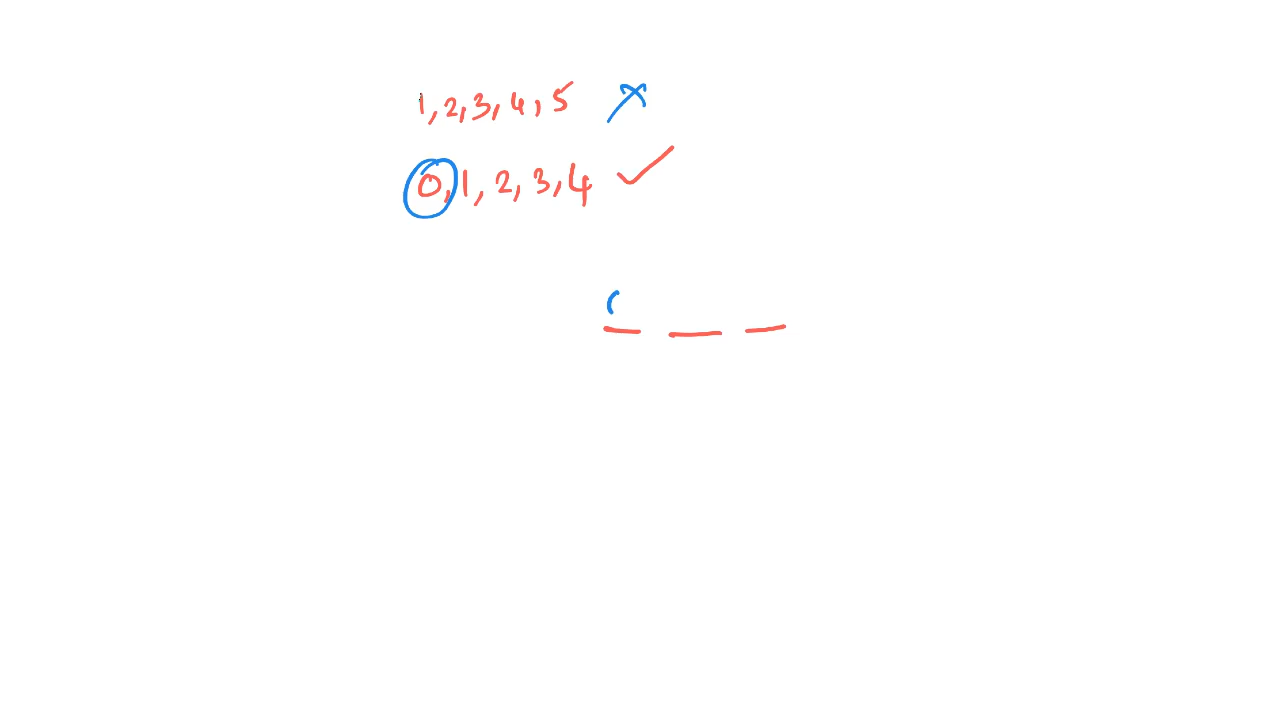 1, 2, 3, 4, 5
0, 1, 2, 3, 4